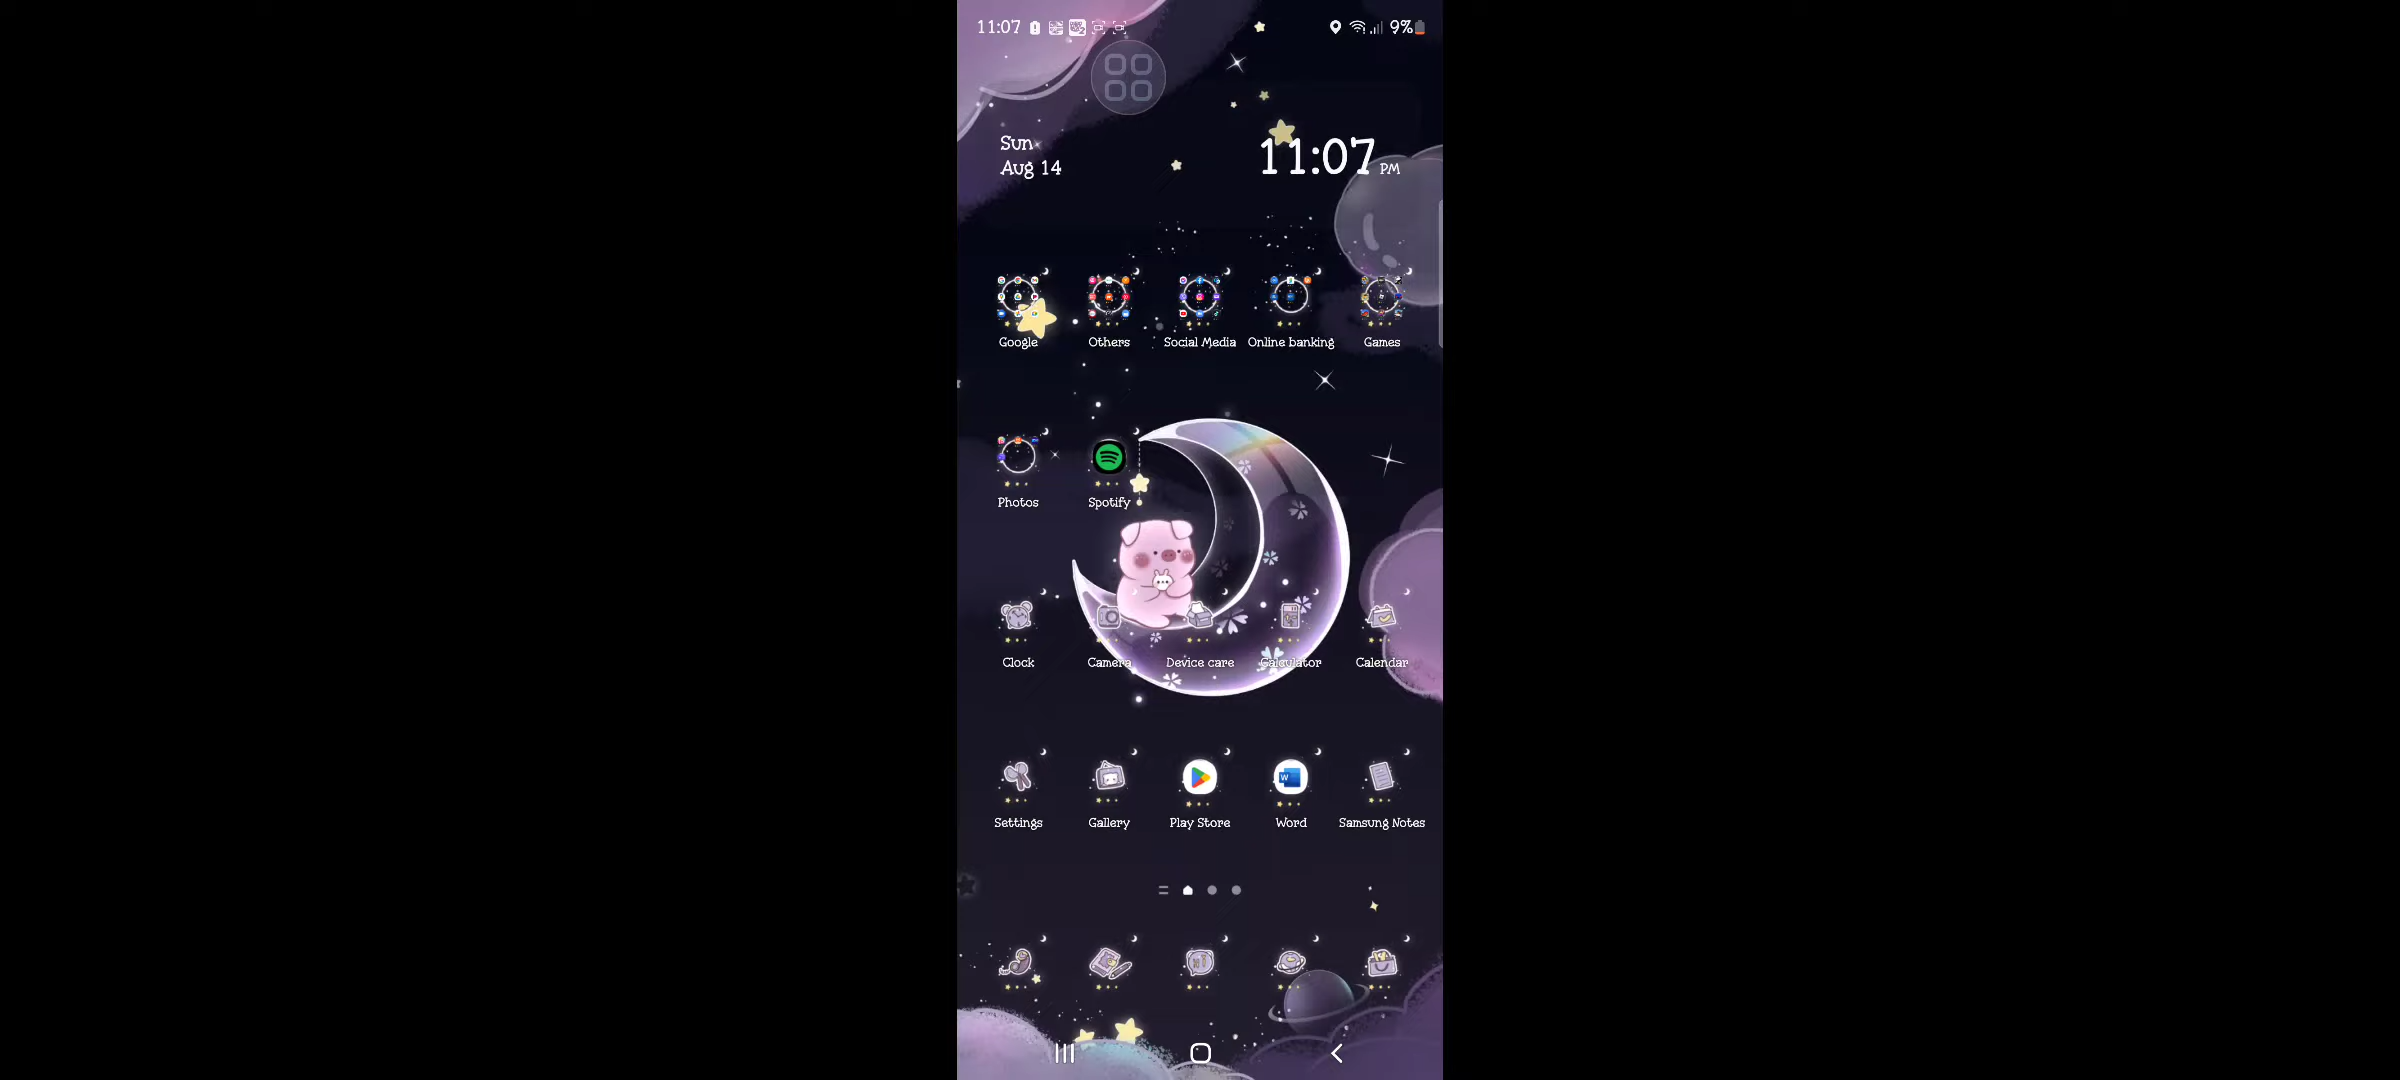 11:07 9%
Sun
Aug 14
11:07 PM
Google Others Social Media Online banking Games
Photos Spotify
Clock Camera Device care Calculator Calendar
Settings Gallery Play Store Word Samsung Notes